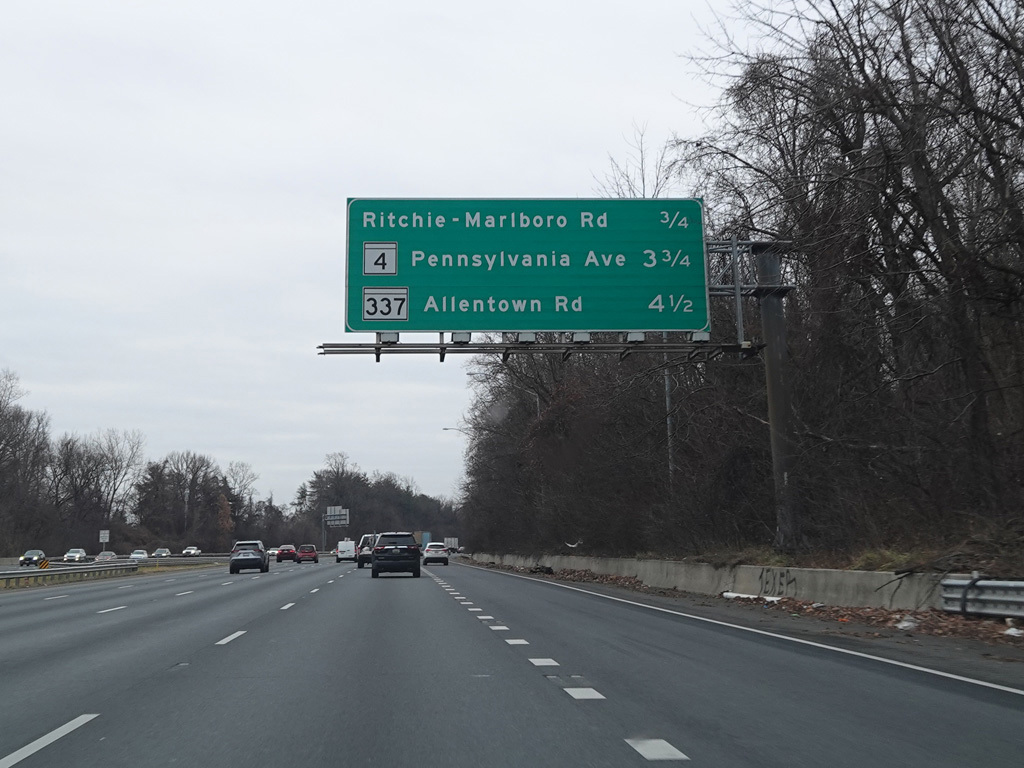 Ritchie-Marlboro Rd 3/4
4 Pennsylvania Ave 3 3/4
337 Allentown Rd 4 1/2